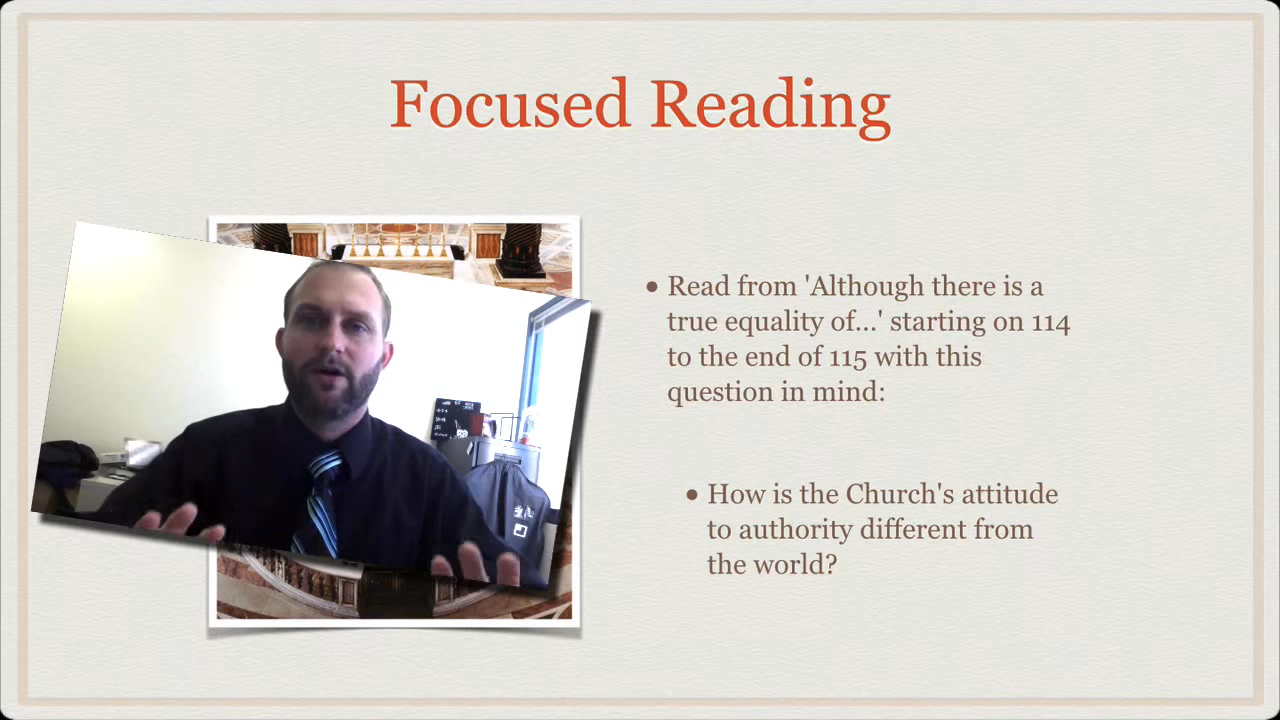 Focused Reading
• Read from 'Although there is a
true equality of...' starting on 114
to the end of 115 with this
question in mind:
• How is the Church's attitude
to authority different from
the world?